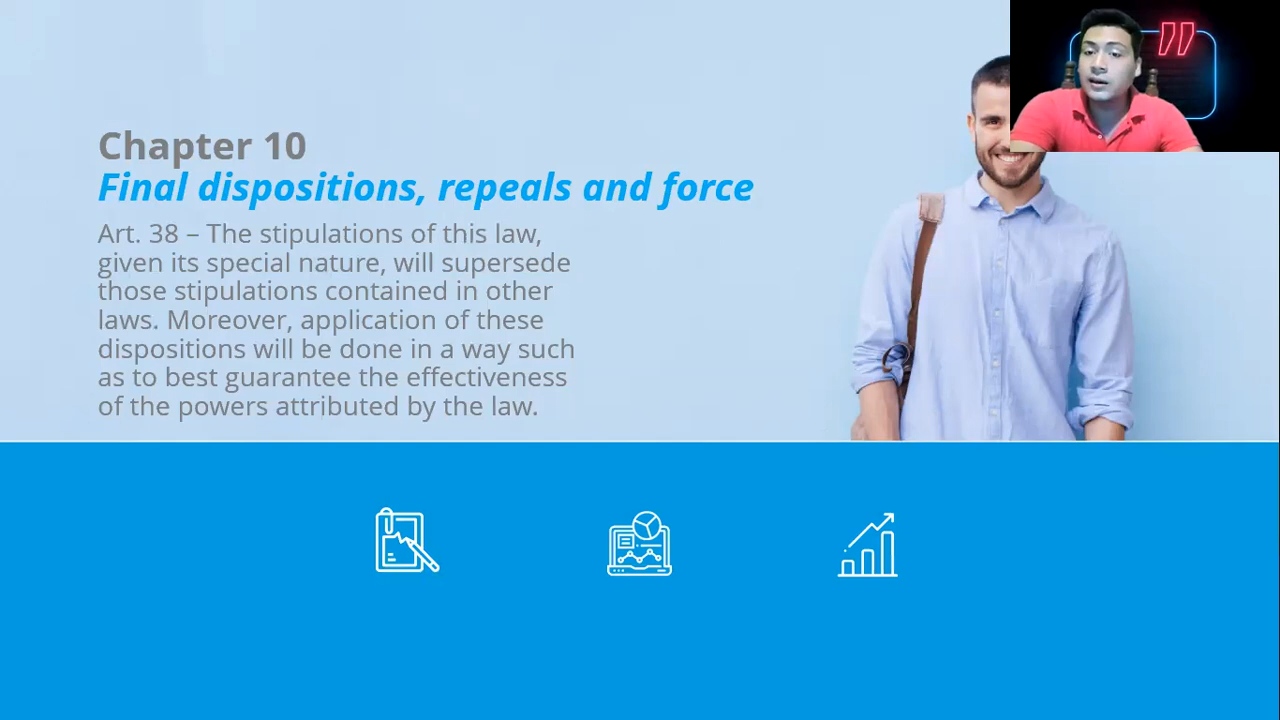 Chapter 10
Final dispositions, repeals and force
Art. 38 – The stipulations of this law,
given its special nature, will supersede
those stipulations contained in other
laws. Moreover, application of these
dispositions will be done in a way such
as to best guarantee the effectiveness
of the powers attributed by the law.